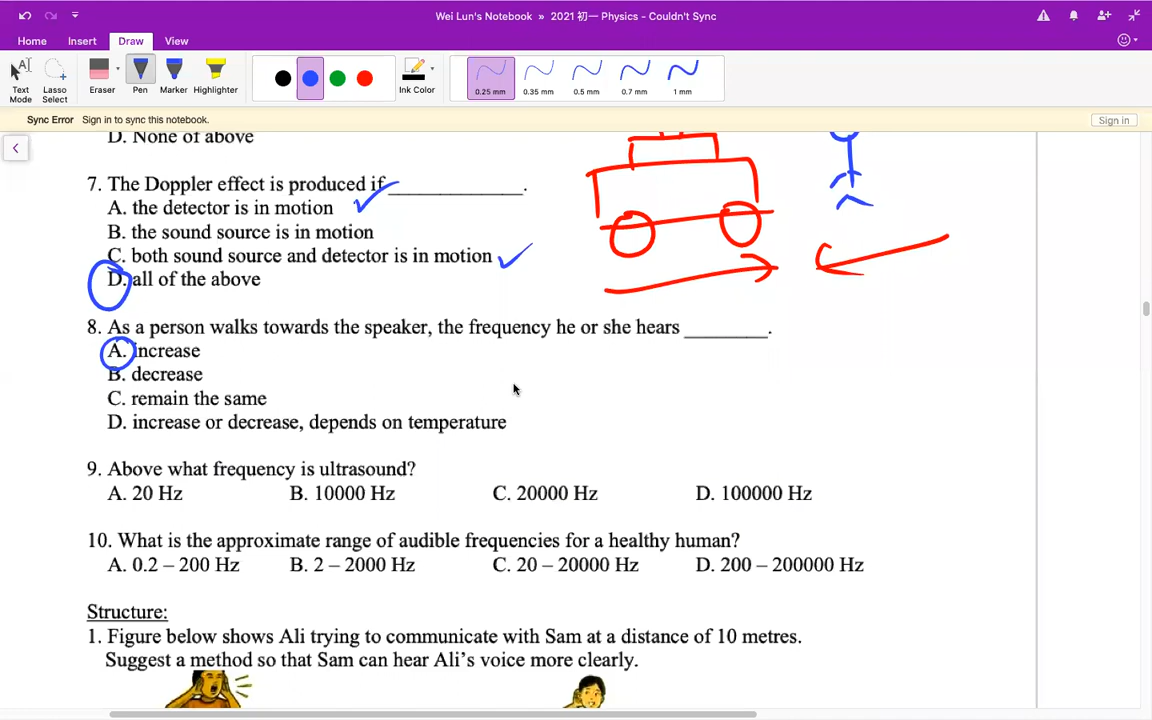 Wei Lun's Notebook » 2021 初一 Physics - Couldn't Sync
Home Insert Draw View
Text Mode
Lasso Select
Eraser
Pen
Marker
Highlighter
Ink Color
0.25 mm
0.35 mm
0.5 mm
0.7 mm
1 mm
Sync Error Sign in to sync this notebook. Sign in
D. None of above
7. The Doppler effect is produced if _____________.
A. the detector is in motion
B. the sound source is in motion
C. both sound source and detector is in motion
D. all of the above
8. As a person walks towards the speaker, the frequency he or she hears ________.
A. increase
B. decrease
C. remain the same
D. increase or decrease, depends on temperature
9. Above what frequency is ultrasound?
A. 20 Hz B. 10000 Hz C. 20000 Hz D. 100000 Hz
10. What is the approximate range of audible frequencies for a healthy human?
A. 0.2 – 200 Hz B. 2 – 2000 Hz C. 20 – 20000 Hz D. 200 – 200000 Hz
Structure:
1. Figure below shows Ali trying to communicate with Sam at a distance of 10 metres.
Suggest a method so that Sam can hear Ali's voice more clearly.